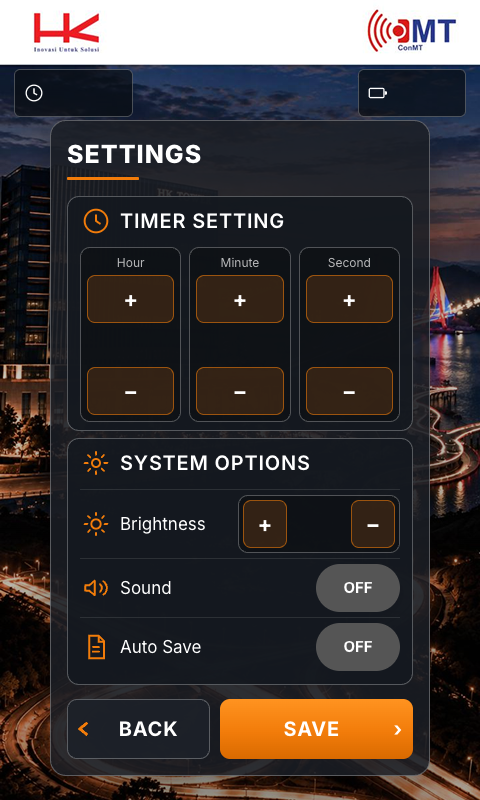 HK
Inovasi Untuk Solusi
MT
ConMT
SETTINGS
TIMER SETTING
Hour
Minute
Second
+
+
+
−
−
−
SYSTEM OPTIONS
Brightness
+
−
Sound
OFF
Auto Save
OFF
BACK
SAVE